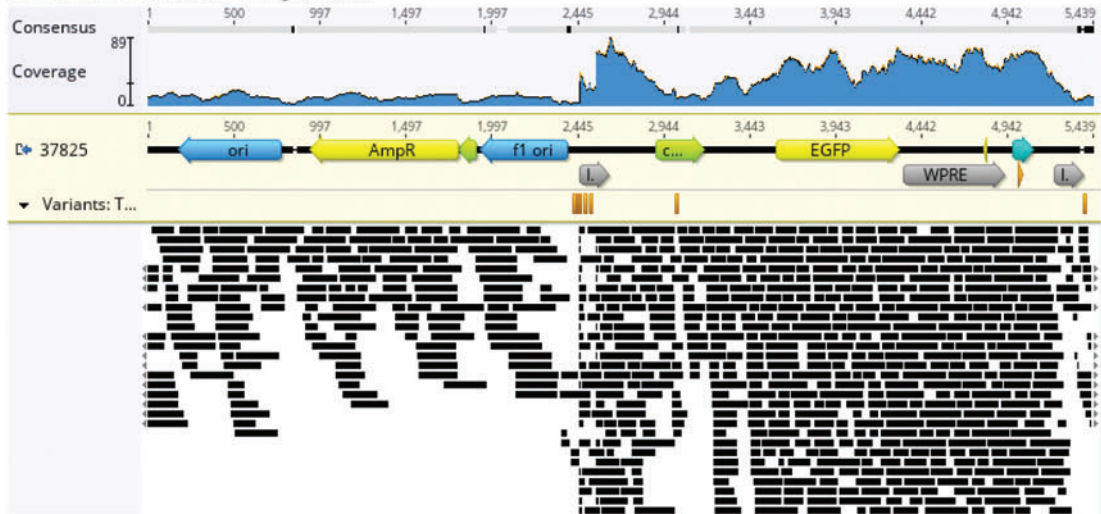 1 500 997 1,497 1,997 2,445 2,944 3,443 3,943 4,442 4,942 5,439
Consensus
89
Coverage
0
1 500 997 1,497 1,997 2,445 2,944 3,443 3,943 4,442 4,942 5,439
37825 ori AmpR f1 ori c... EGFP
I. WPRE I.
Variants: T...